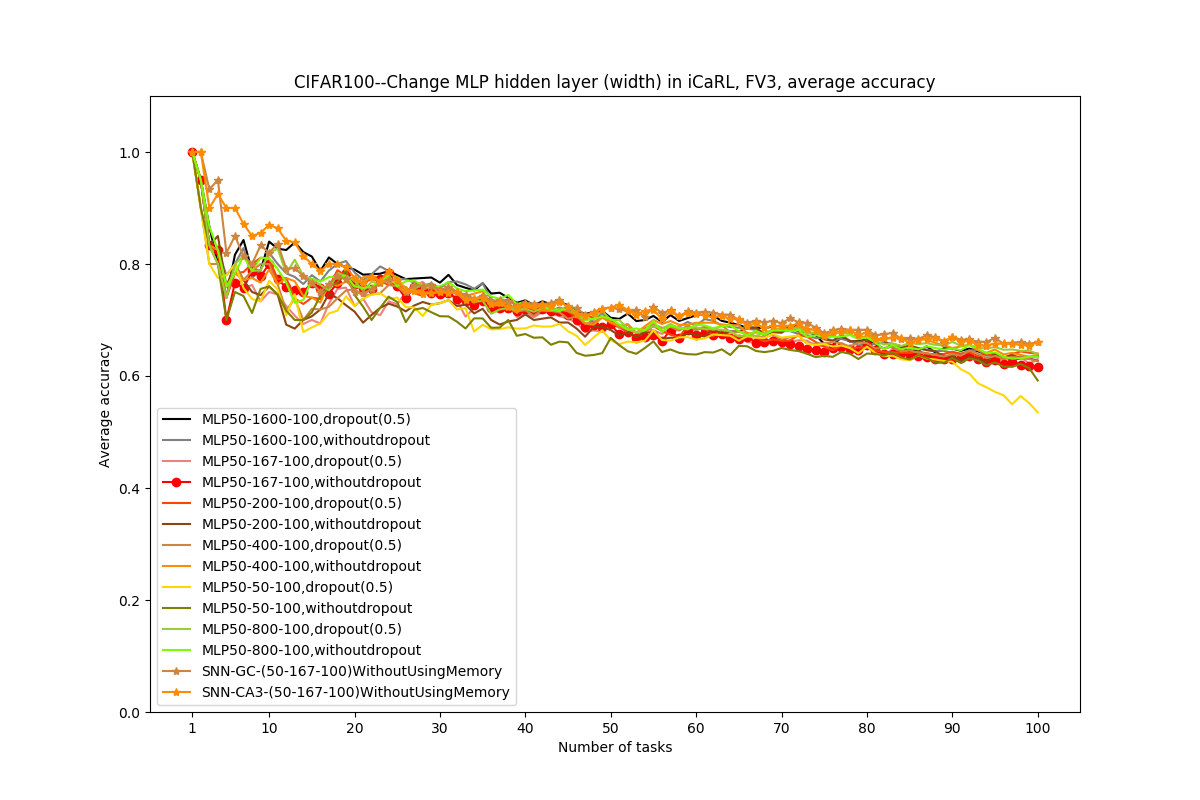 CIFAR100--Change MLP hidden layer (width) in iCaRL, FV3, average accuracy
Average accuracy
1.0
0.8
0.6
0.4
0.2
0.0
MLP50-1600-100,dropout(0.5)
MLP50-1600-100,withoutdropout
MLP50-167-100,dropout(0.5)
MLP50-167-100,withoutdropout
MLP50-200-100,dropout(0.5)
MLP50-200-100,withoutdropout
MLP50-400-100,dropout(0.5)
MLP50-400-100,withoutdropout
MLP50-50-100,dropout(0.5)
MLP50-50-100,withoutdropout
MLP50-800-100,dropout(0.5)
MLP50-800-100,withoutdropout
SNN-GC-(50-167-100)WithoutUsingMemory
SNN-CA3-(50-167-100)WithoutUsingMemory
1 10 20 30 40 50 60 70 80 90 100
Number of tasks